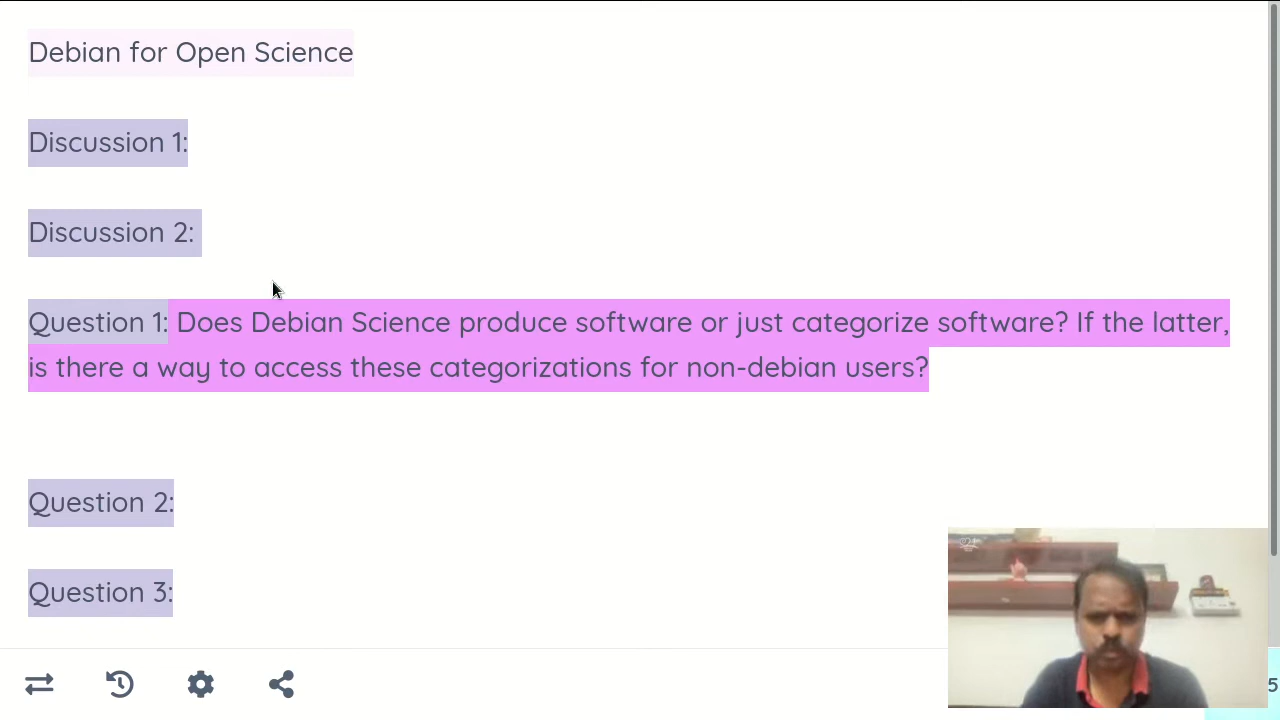 Debian for Open Science
Discussion 1:
Discussion 2:
Question 1: Does Debian Science produce software or just categorize software? If the latter,
is there a way to access these categorizations for non-debian users?
Question 2:
Question 3:
5